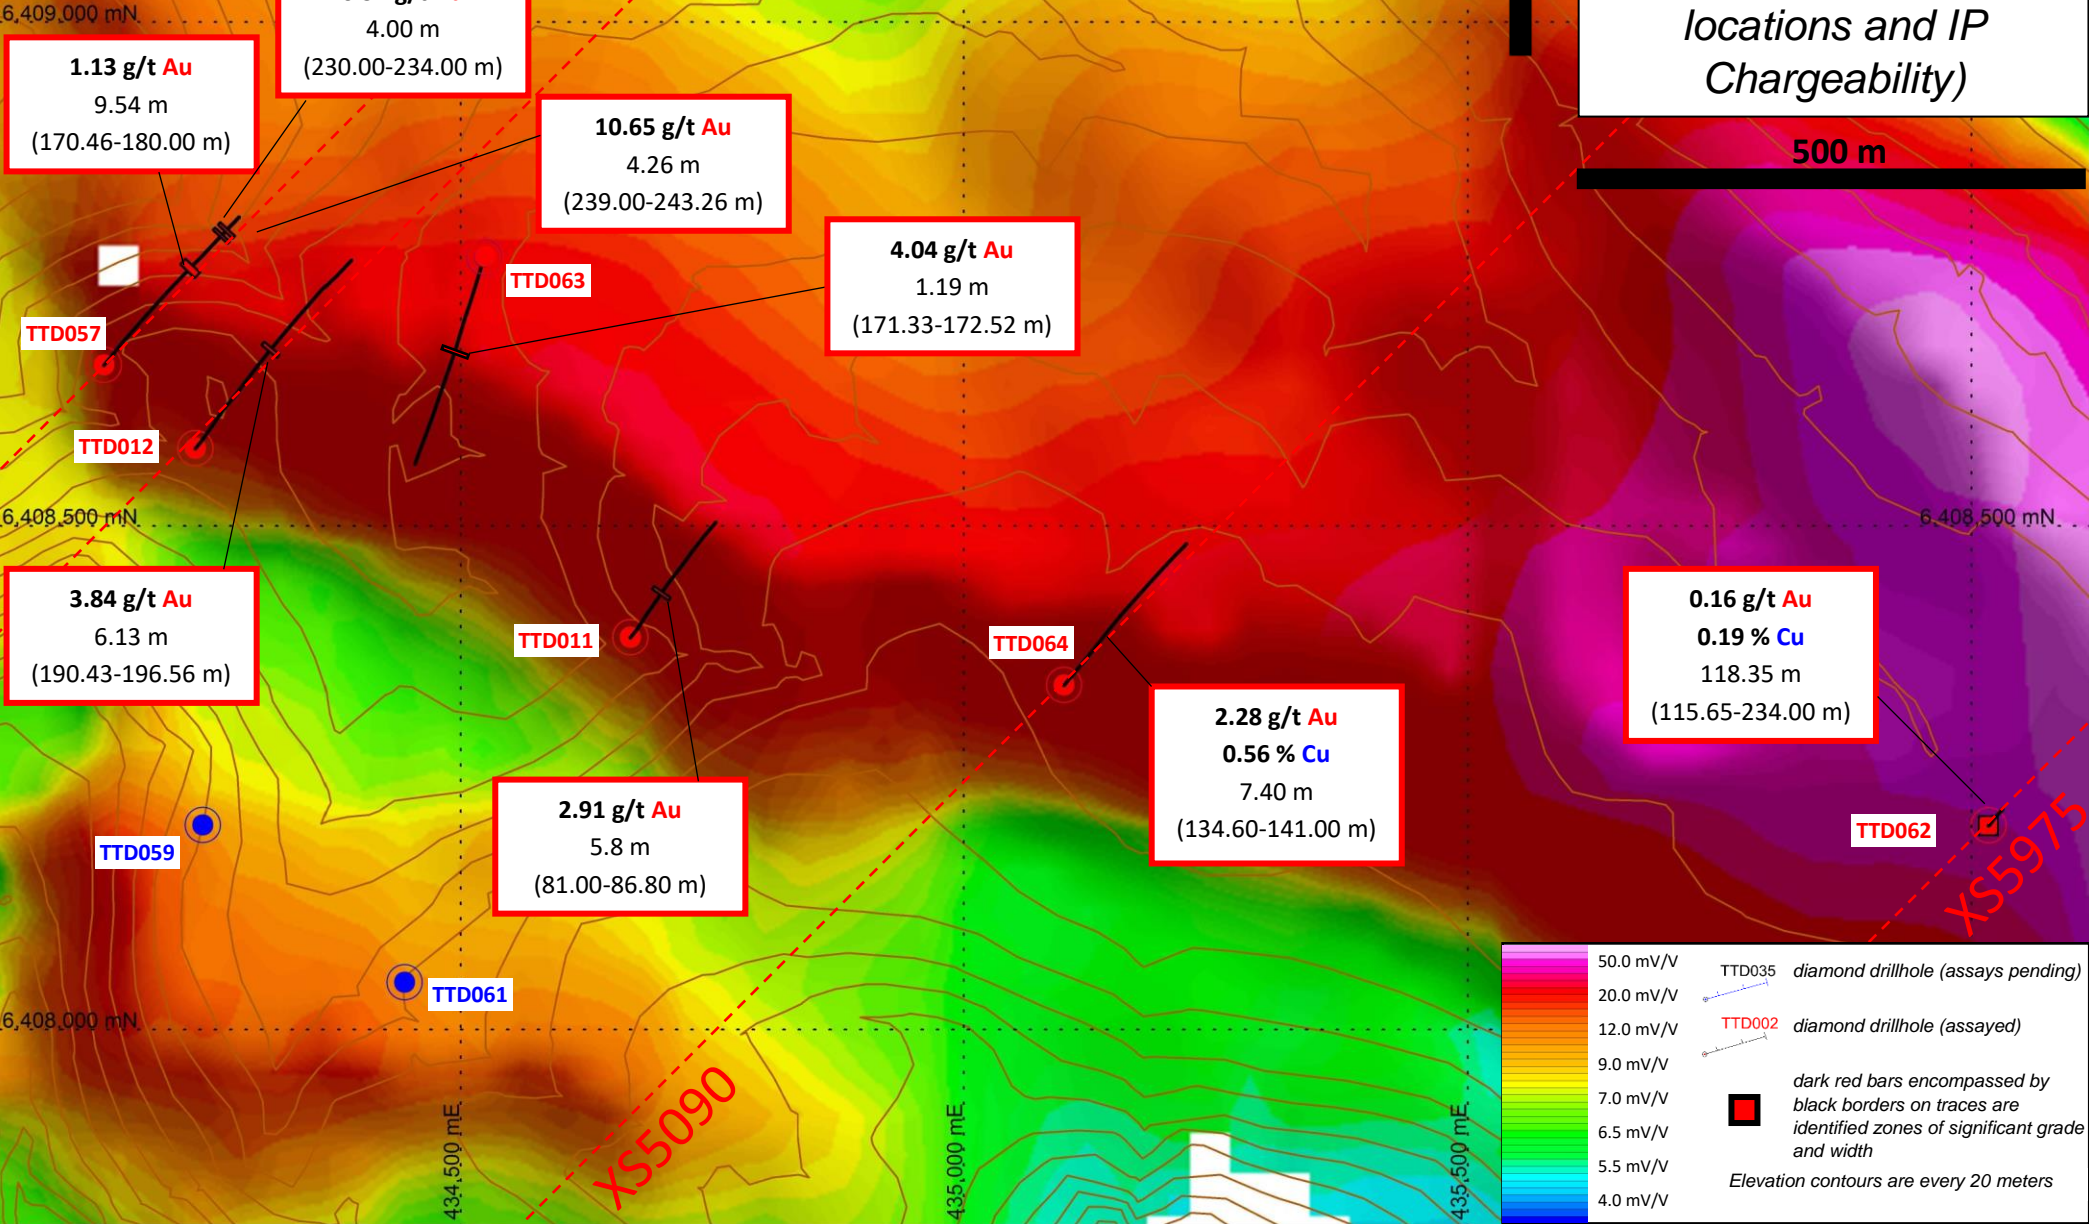 6,409,000 mN
4.00 m
(230.00-234.00 m)
1.13 g/t Au
9.54 m
(170.46-180.00 m)
10.65 g/t Au
4.26 m
(239.00-243.26 m)
4.04 g/t Au
1.19 m
(171.33-172.52 m)
locations and IP
Chargeability)
500 m
TTD063
TTD057
TTD012
6,408,500 mN
6,408,500 mN
3.84 g/t Au
6.13 m
(190.43-196.56 m)
TTD011
TTD064
0.16 g/t Au
0.19 % Cu
118.35 m
(115.65-234.00 m)
2.28 g/t Au
0.56 % Cu
7.40 m
(134.60-141.00 m)
2.91 g/t Au
5.8 m
(81.00-86.80 m)
TTD062
TTD059
TTD061
XS5975
6,408,000 mN
XS5090
434,500 mE
435,000 mE
435,500 mE
50.0 mV/V
20.0 mV/V
12.0 mV/V
9.0 mV/V
7.0 mV/V
6.5 mV/V
5.5 mV/V
4.0 mV/V
TTD035 diamond drillhole (assays pending)
TTD002 diamond drillhole (assayed)
dark red bars encompassed by
black borders on traces are
identified zones of significant grade
and width
Elevation contours are every 20 meters